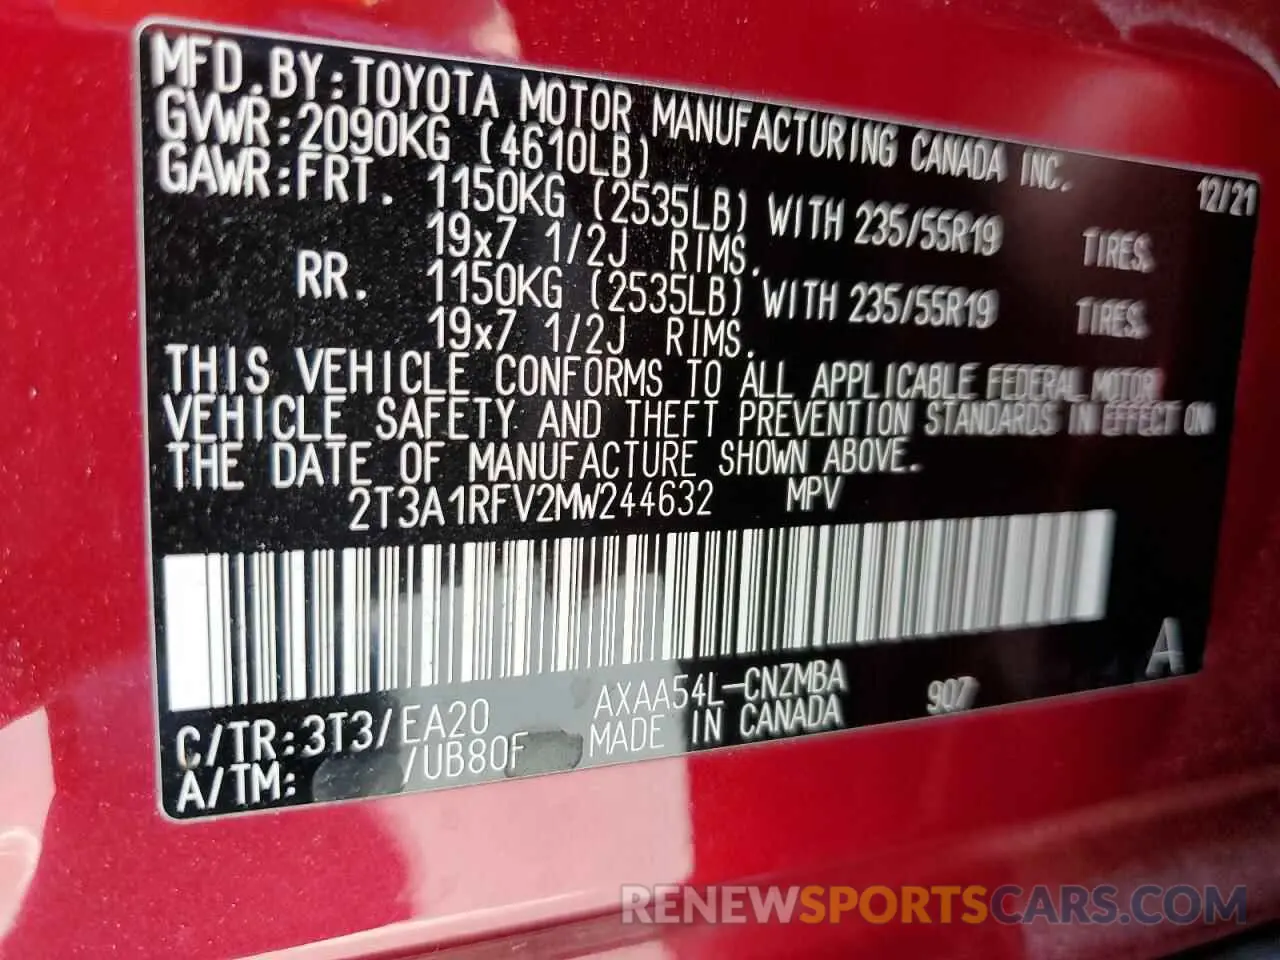 MFD.BY:TOYOTA MOTOR MANUFACTURING CANADA INC.
GVWR:2090KG (4610LB) 12/21
GAWR:FRT. 1150KG (2535LB) WITH 235/55R19 TIRES.
19x7 1/2J RIMS.
RR. 1150KG (2535LB) WITH 235/55R19 TIRES.
19x7 1/2J RIMS.
THIS VEHICLE CONFORMS TO ALL APPLICABLE FEDERAL MOTOR
VEHICLE SAFETY AND THEFT PREVENTION STANDARDS IN EFFECT ON
THE DATE OF MANUFACTURE SHOWN ABOVE.
2T3A1RFV2MW244632 MPV
A
C/TR:3T3/EA20 AXAA54L-CNZMBA 907
A/TM: /UB80F MADE IN CANADA
RENEWSPORTSCARS.COM